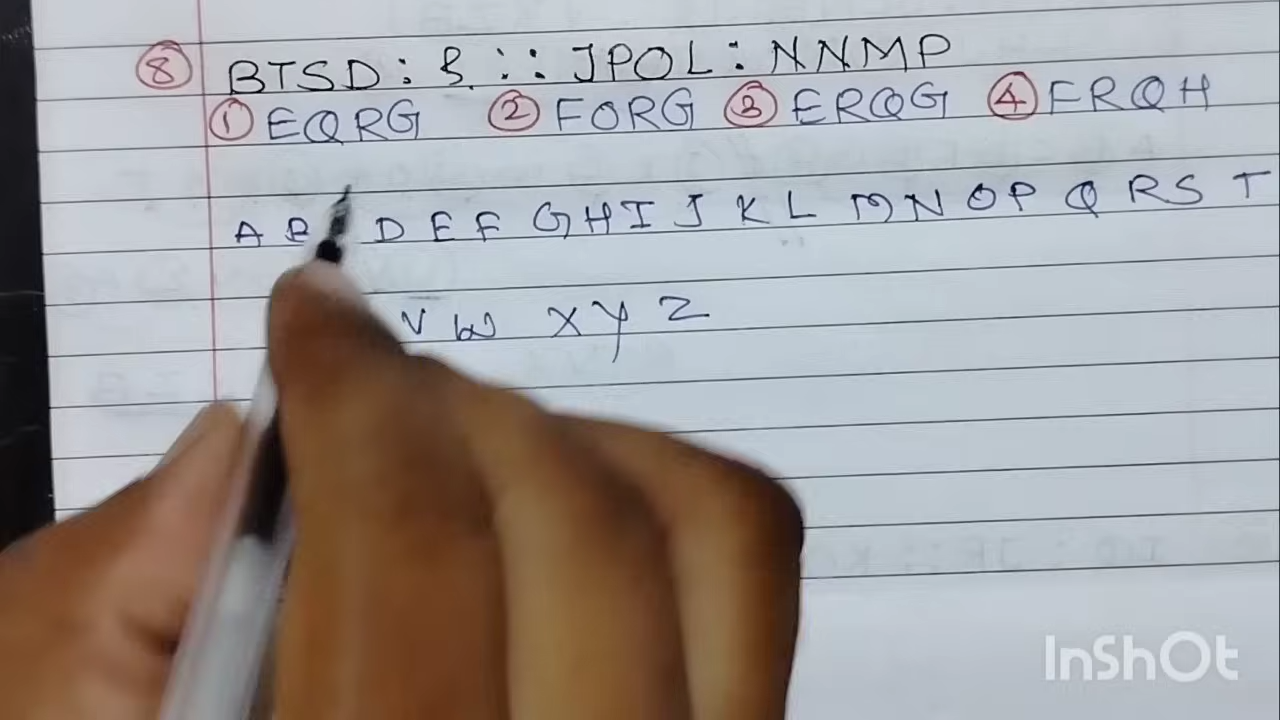 ⑧ BTSD : ? :: JPOL : NNMP
① EQRG ② FORG ③ ERQG ④ FRQH
A B D E F G H I J K L M N O P Q R S T
V W X Y Z
InShOt